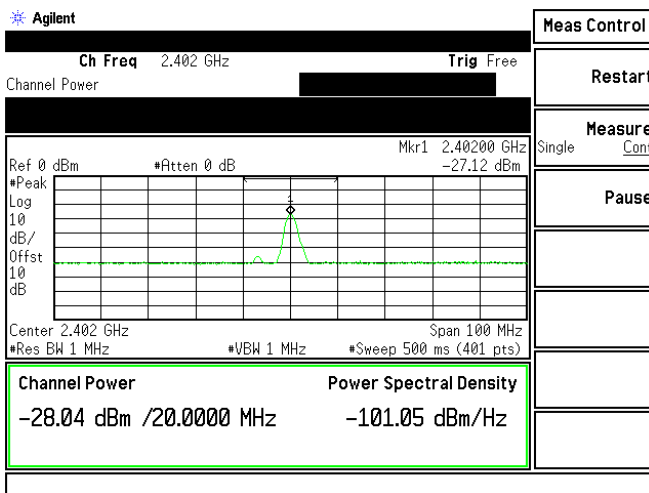 Agilent
Meas Control
Ch Freq 2.402 GHz Trig Free
Channel Power
Restart
Measure
Single
Mkr1 2.40200 GHz
Ref 0 dBm #Atten 0 dB -27.12 dBm
#Peak
Log
10
dB/
Offst
10
dB
1
Pause
Center 2.402 GHz Span 100 MHz
#Res BW 1 MHz #VBW 1 MHz #Sweep 500 ms (401 pts)
Channel Power Power Spectral Density
-28.04 dBm /20.0000 MHz -101.05 dBm/Hz